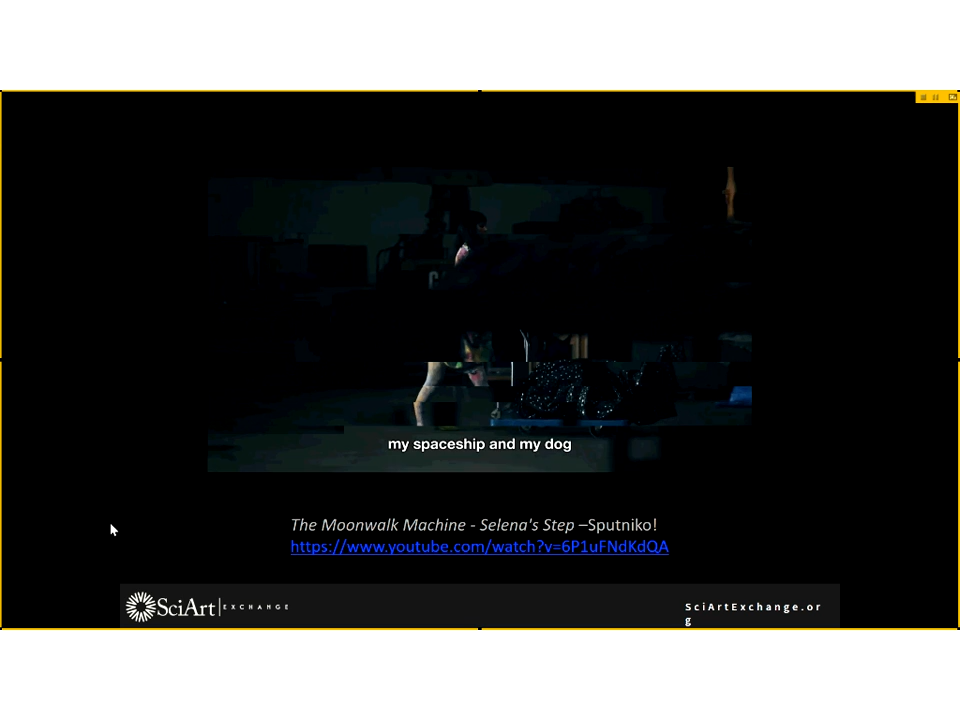 my spaceship and my dog
The Moonwalk Machine - Selena's Step –Sputniko!
https://www.youtube.com/watch?v=6P1uFNdKdQA
SciArt | EXCHANGE
SciArtExchange.or
g